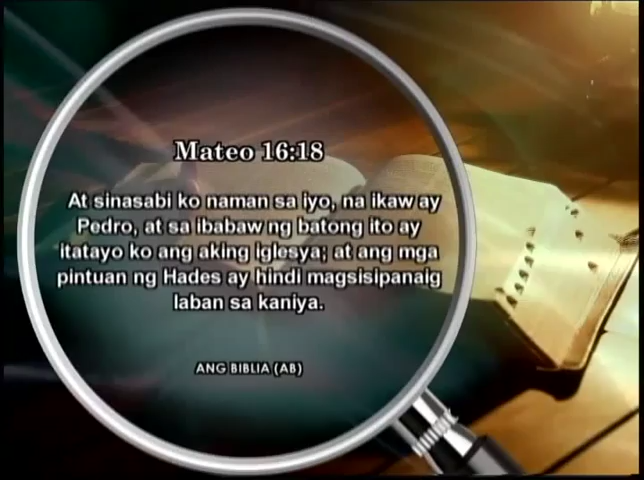 Mateo 16:18
At sinasabi ko naman sa iyo, na ikaw ay
Pedro, at sa ibabaw ng batong ito ay
itatayo ko ang aking iglesya; at ang mga
pintuan ng Hades ay hindi magsisipanaig
laban sa kaniya.
ANG BIBLIA (AB)